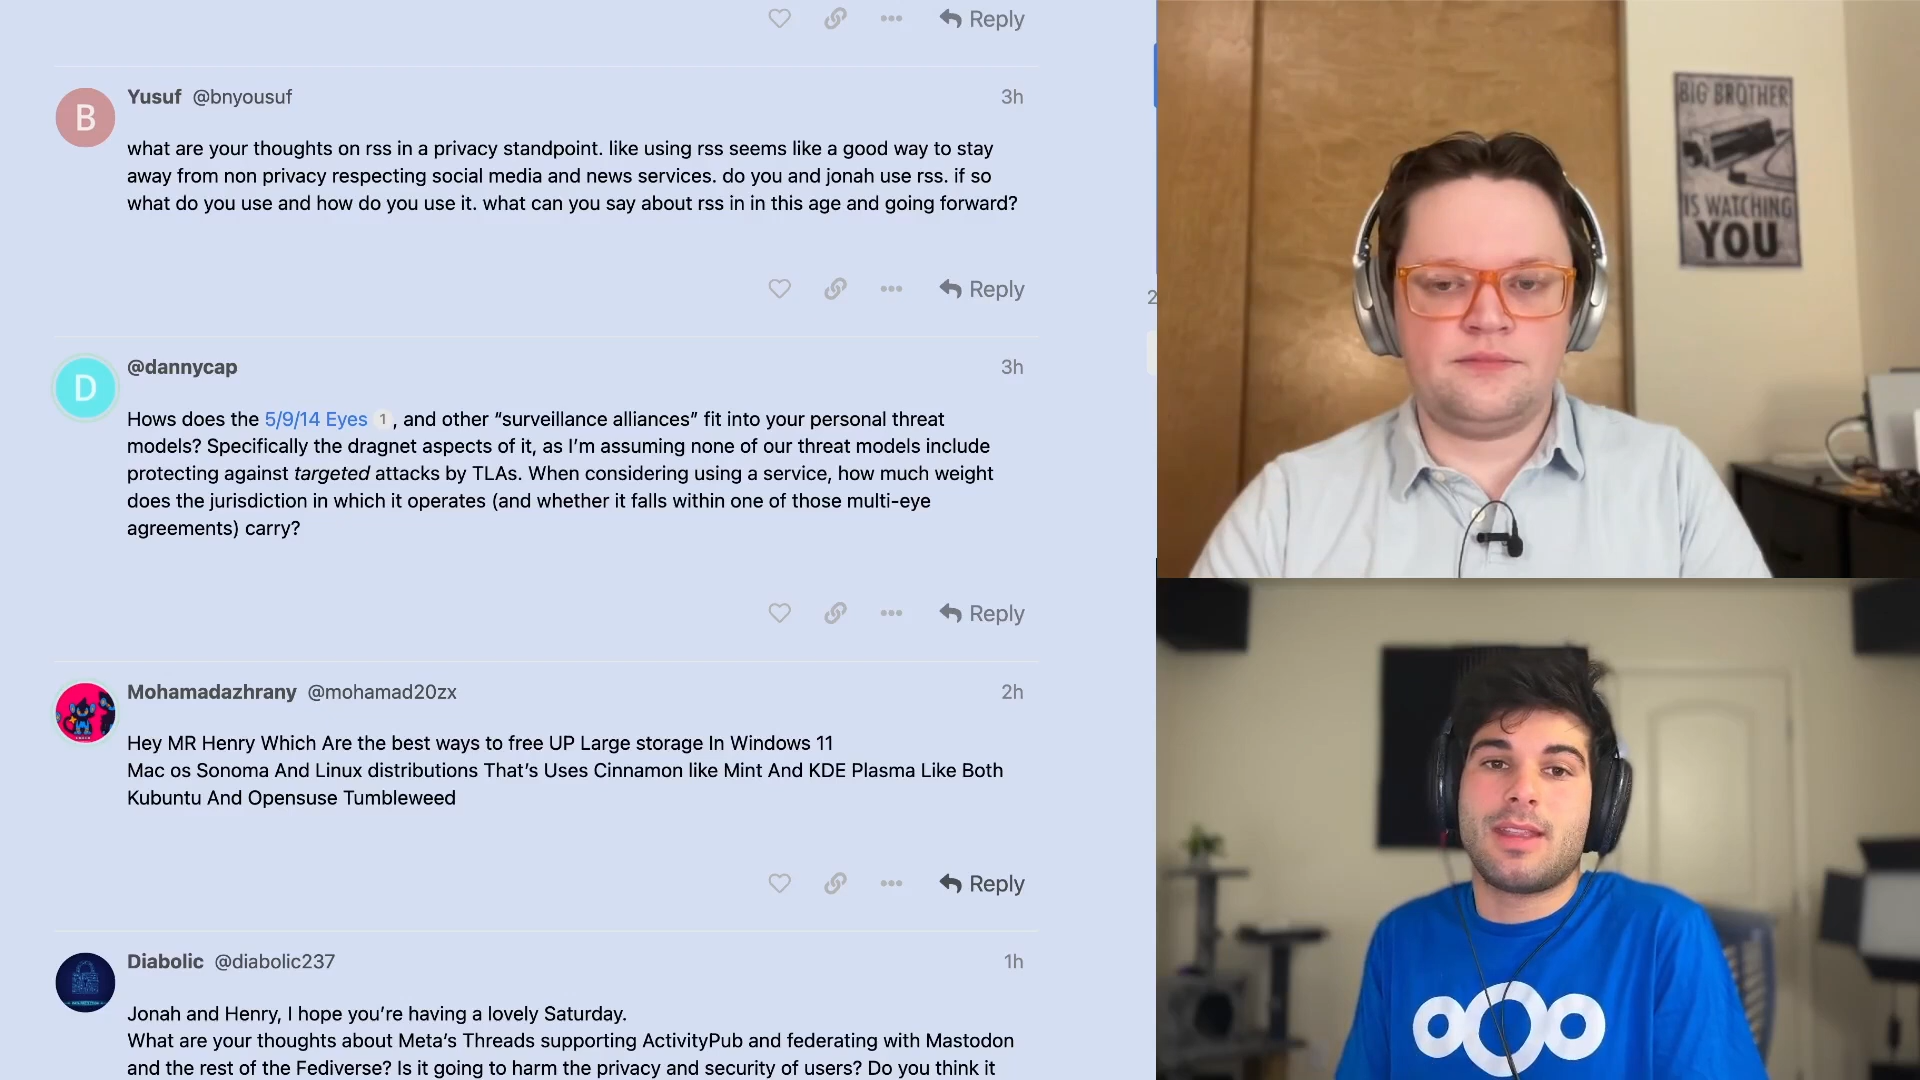 Reply
B
Yusuf @bnyousuf 3h
what are your thoughts on rss in a privacy standpoint. like using rss seems like a good way to stay
away from non privacy respecting social media and news services. do you and jonah use rss. if so
what do you use and how do you use it. what can you say about rss in in this age and going forward?
Reply
D
@dannycap 3h
Hows does the 5/9/14 Eyes 1 , and other “surveillance alliances” fit into your personal threat
models? Specifically the dragnet aspects of it, as I’m assuming none of our threat models include
protecting against targeted attacks by TLAs. When considering using a service, how much weight
does the jurisdiction in which it operates (and whether it falls within one of those multi-eye
agreements) carry?
Reply
Mohamadazhrany @mohamad20zx 2h
Hey MR Henry Which Are the best ways to free UP Large storage In Windows 11
Mac os Sonoma And Linux distributions That’s Uses Cinnamon like Mint And KDE Plasma Like Both
Kubuntu And Opensuse Tumbleweed
Reply
Diabolic @diabolic237 1h
Jonah and Henry, I hope you’re having a lovely Saturday.
What are your thoughts about Meta’s Threads supporting ActivityPub and federating with Mastodon
and the rest of the Fediverse? Is it going to harm the privacy and security of users? Do you think it
2
BIG BROTHER
IS WATCHING
YOU